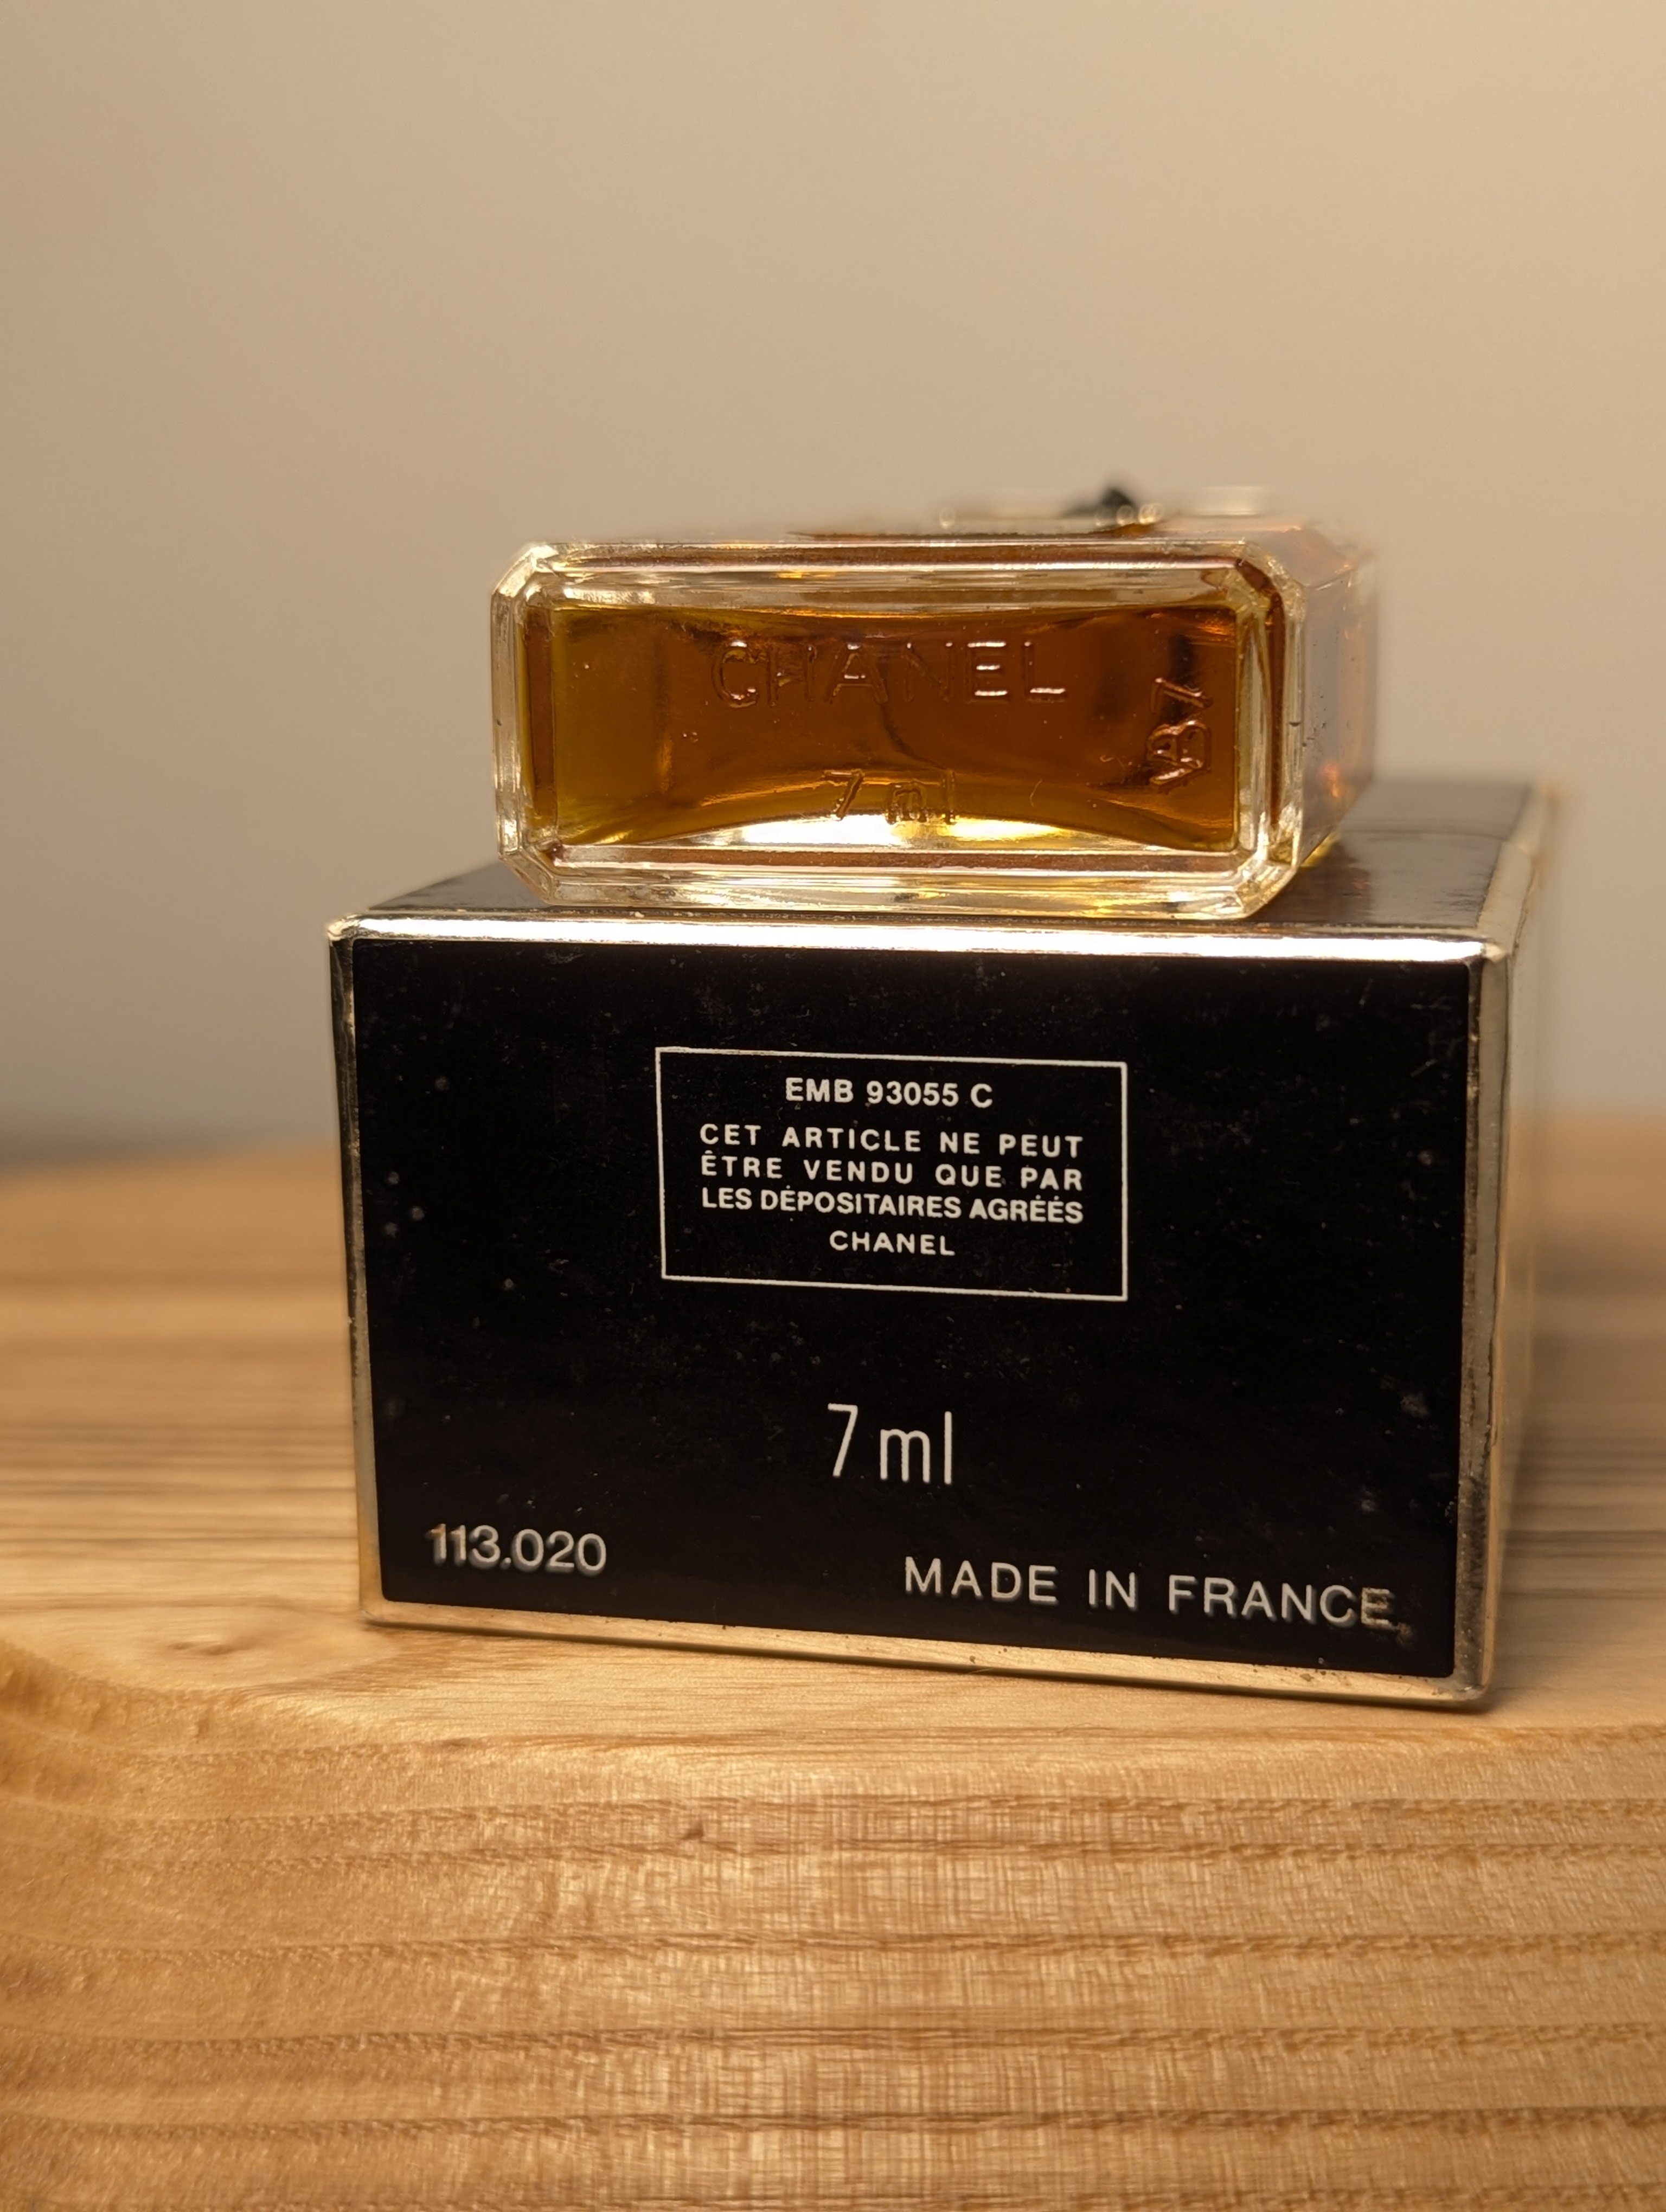 CHANEL
7 ml
EMB 93055 C
CET ARTICLE NE PEUT
ÊTRE VENDU QUE PAR
LES DÉPOSITAIRES AGRÉÉS
CHANEL
7 ml
113.020
MADE IN FRANCE